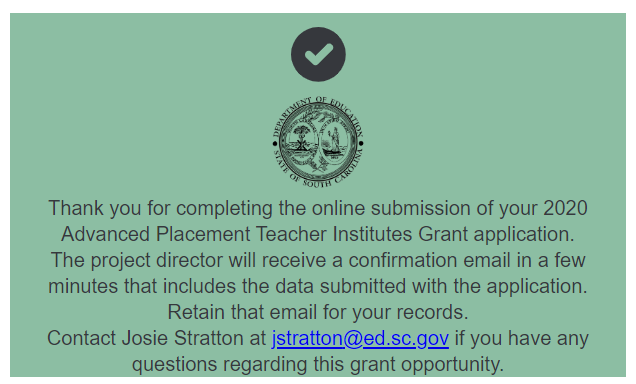 DEPARTMENT OF EDUCATION
STATE OF SOUTH CAROLINA
Thank you for completing the online submission of your 2020
Advanced Placement Teacher Institutes Grant application.
The project director will receive a confirmation email in a few
minutes that includes the data submitted with the application.
Retain that email for your records.
Contact Josie Stratton at jstratton@ed.sc.gov if you have any
questions regarding this grant opportunity.